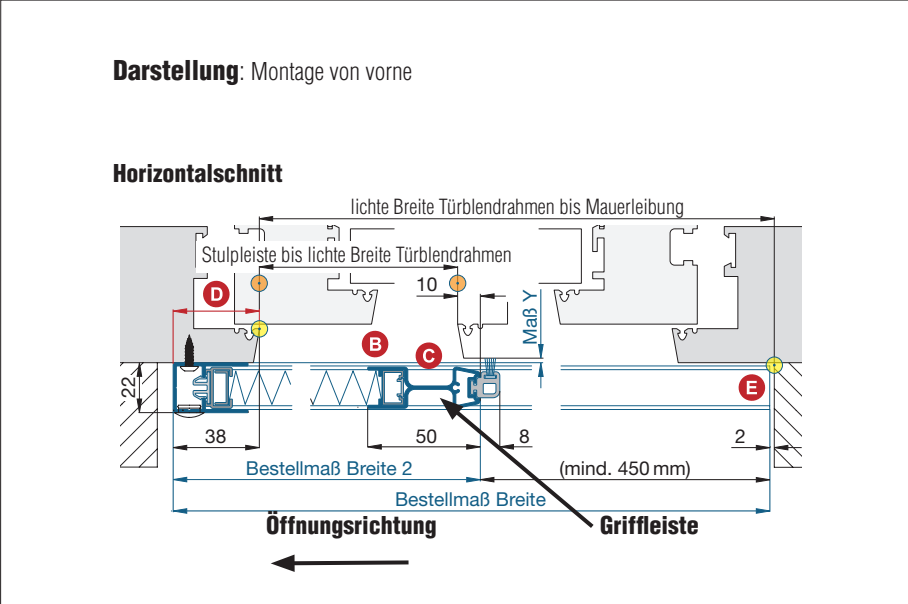 Darstellung: Montage von vorne
Horizontalschnitt
lichte Breite Türblendrahmen bis Mauerleibung
Stulpleiste bis lichte Breite Türblendrahmen
10
D
Maß Y
B
C
E
22
38
50
8
2
Bestellmaß Breite 2
(mind. 450 mm)
Bestellmaß Breite
Öffnungsrichtung
Griffleiste